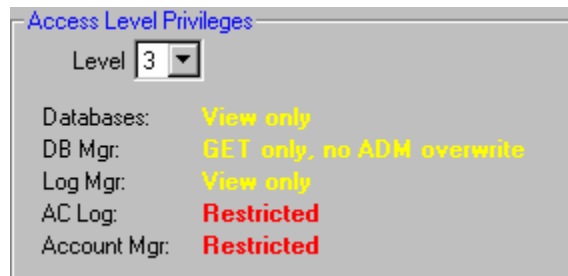 Access Level Privileges
Level 3
Databases: View only
DB Mgr: GET only, no ADM overwrite
Log Mgr: View only
AC Log: Restricted
Account Mgr: Restricted